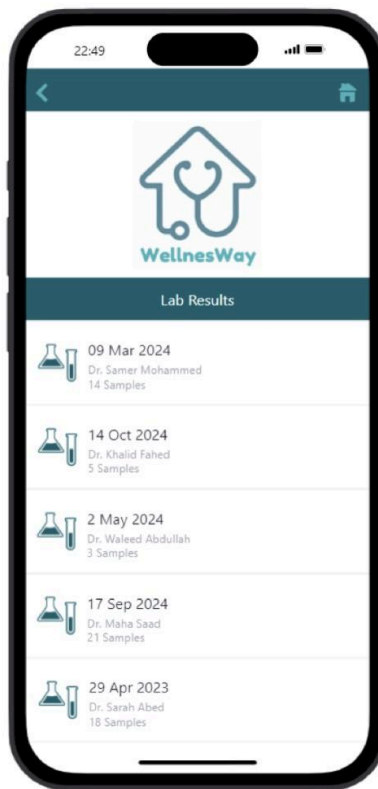 22:49
WellnesWay
Lab Results
09 Mar 2024
Dr. Samer Mohammed
14 Samples
14 Oct 2024
Dr. Khalid Fahed
5 Samples
2 May 2024
Dr. Waleed Abdullah
3 Samples
17 Sep 2024
Dr. Maha Saad
21 Samples
29 Apr 2023
Dr. Sarah Abed
18 Samples